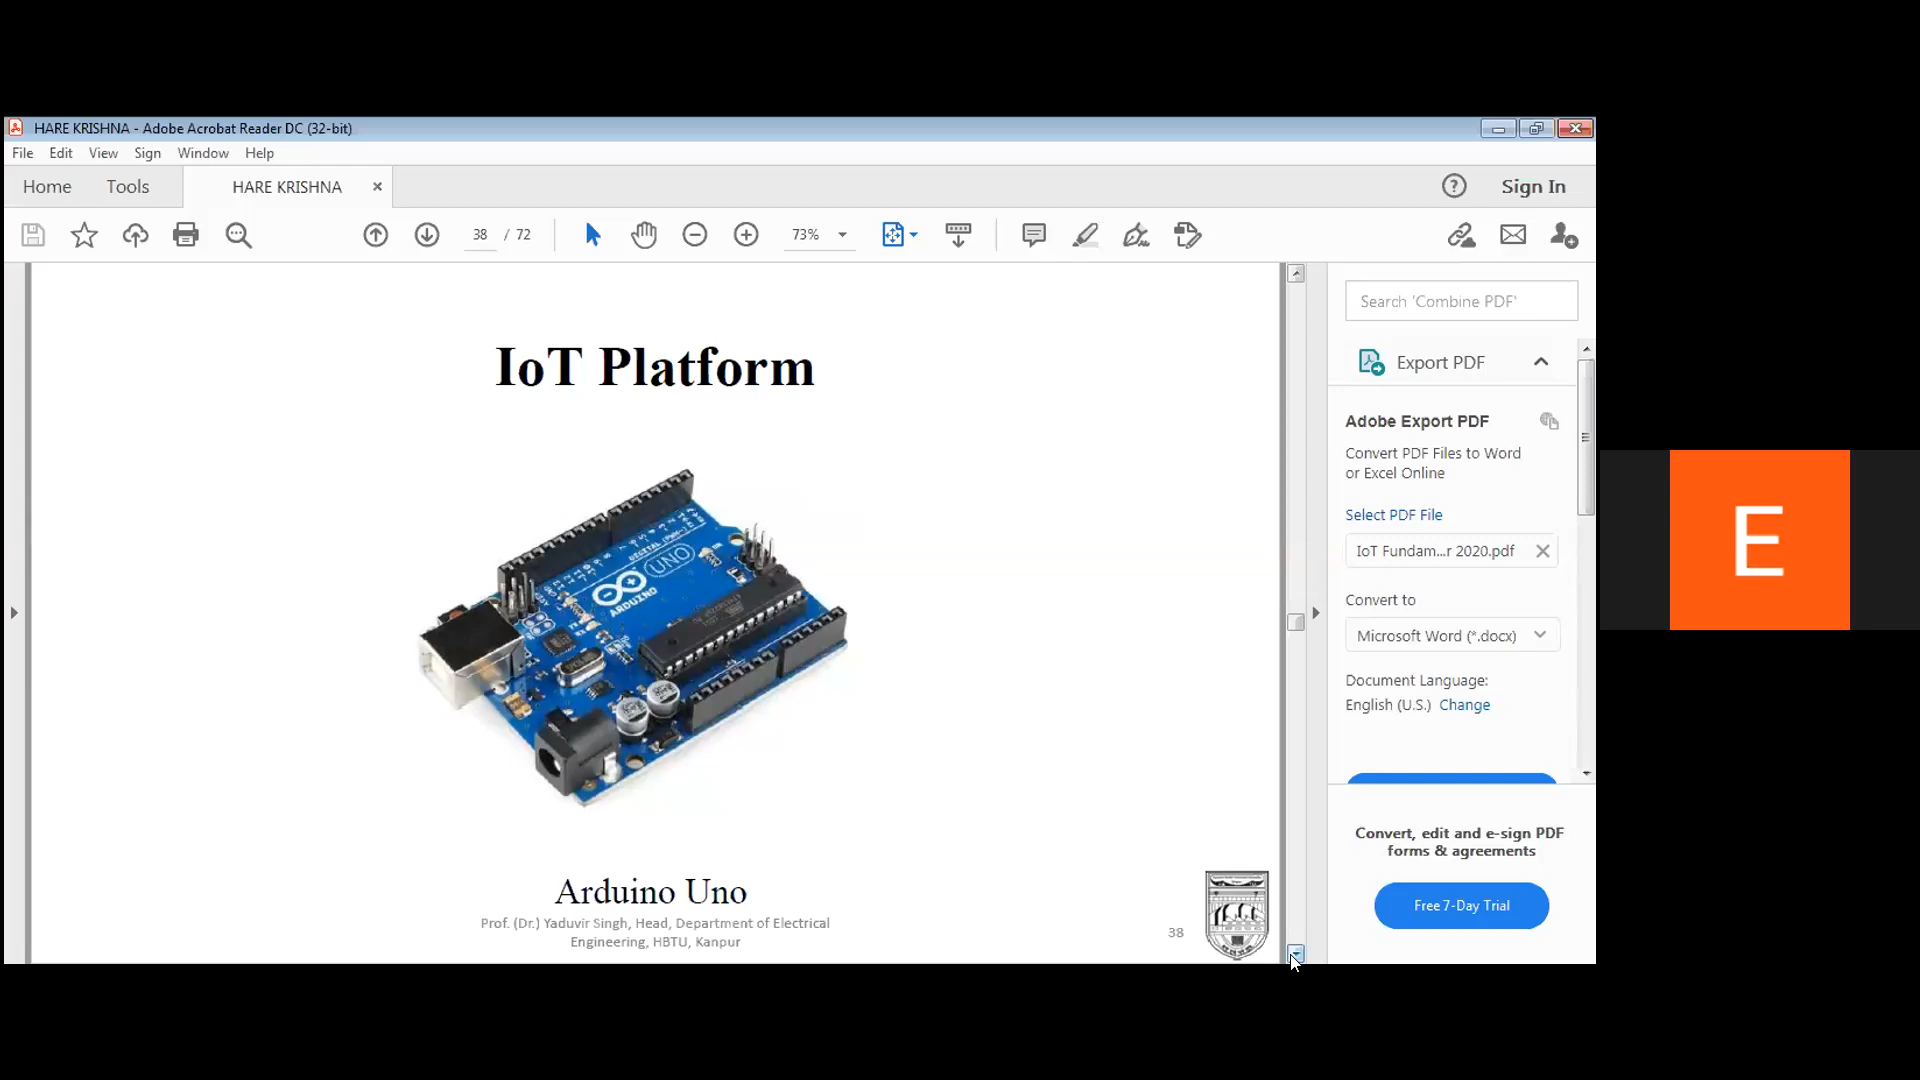 HARE KRISHNA - Adobe Acrobat Reader DC (32-bit)
File Edit View Sign Window Help
Home Tools HARE KRISHNA Sign In
38 / 72 73%
IoT Platform
DIGITAL (PWM~)
UNO
ARDUINO
Arduino Uno
Prof. (Dr.) Yaduvir Singh, Head, Department of Electrical
Engineering, HBTU, Kanpur
38
Search 'Combine PDF'
Export PDF
Adobe Export PDF
Convert PDF Files to Word
or Excel Online
Select PDF File
IoT Fundam...r 2020.pdf
Convert to
Microsoft Word (*.docx)
Document Language:
English (U.S.) Change
Convert, edit and e-sign PDF
forms & agreements
Free 7-Day Trial
E